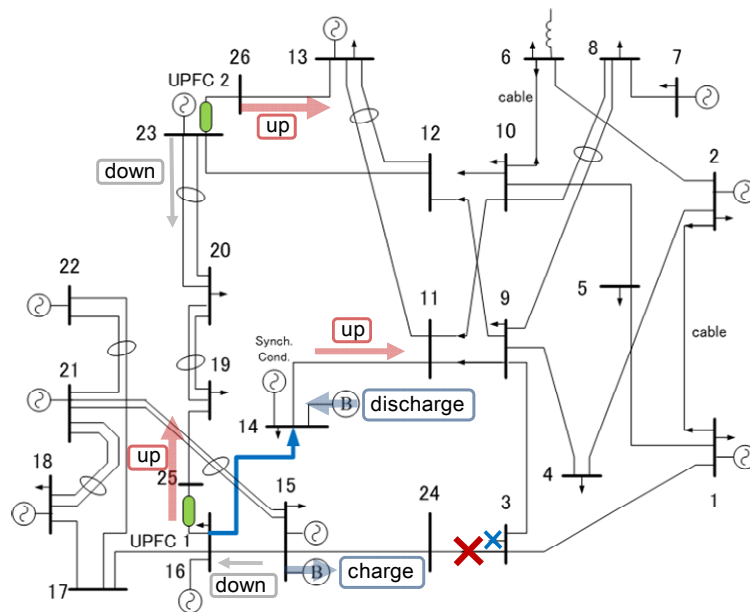 13
6
8
7
26
UPFC 2
cable
up
23
12
10
2
down
20
22
5
11
9
up
cable
Synch.
Cond.
19
21
B
discharge
14
up
18
25
15
24
3
4
1
UPFC 1
16
down
B
charge
17